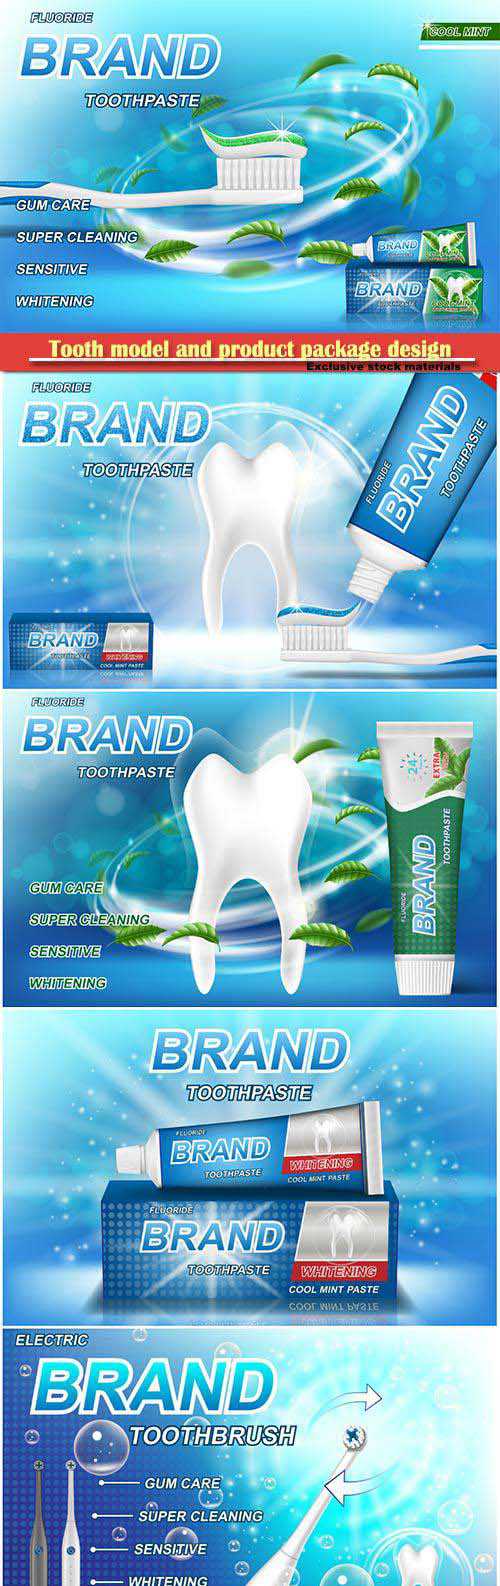 FLUORIDE
BRAND
TOOTHPASTE
COOL MINT
GUM CARE
SUPER CLEANING
SENSITIVE
WHITENING
BRAND
COOL MINT
BRAND
COOL MINT
Tooth model and product package design
Exclusive stock materials
FLUORIDE
BRAND
TOOTHPASTE
FLUORIDE
BRAND
TOOTHPASTE
BRAND
TOOTHPASTE
WHITENING
COOL MINT PASTE
FLUORIDE
BRAND
TOOTHPASTE
24
EXTRA
FLUORIDE
BRAND
TOOTHPASTE
GUM CARE
SUPER CLEANING
SENSITIVE
WHITENING
BRAND
TOOTHPASTE
FLUORIDE
BRAND
TOOTHPASTE
WHITENING
COOL MINT PASTE
FLUORIDE
BRAND
TOOTHPASTE
WHITENING
COOL MINT PASTE
ELECTRIC
BRAND
TOOTHBRUSH
GUM CARE
SUPER CLEANING
SENSITIVE
WHITENING